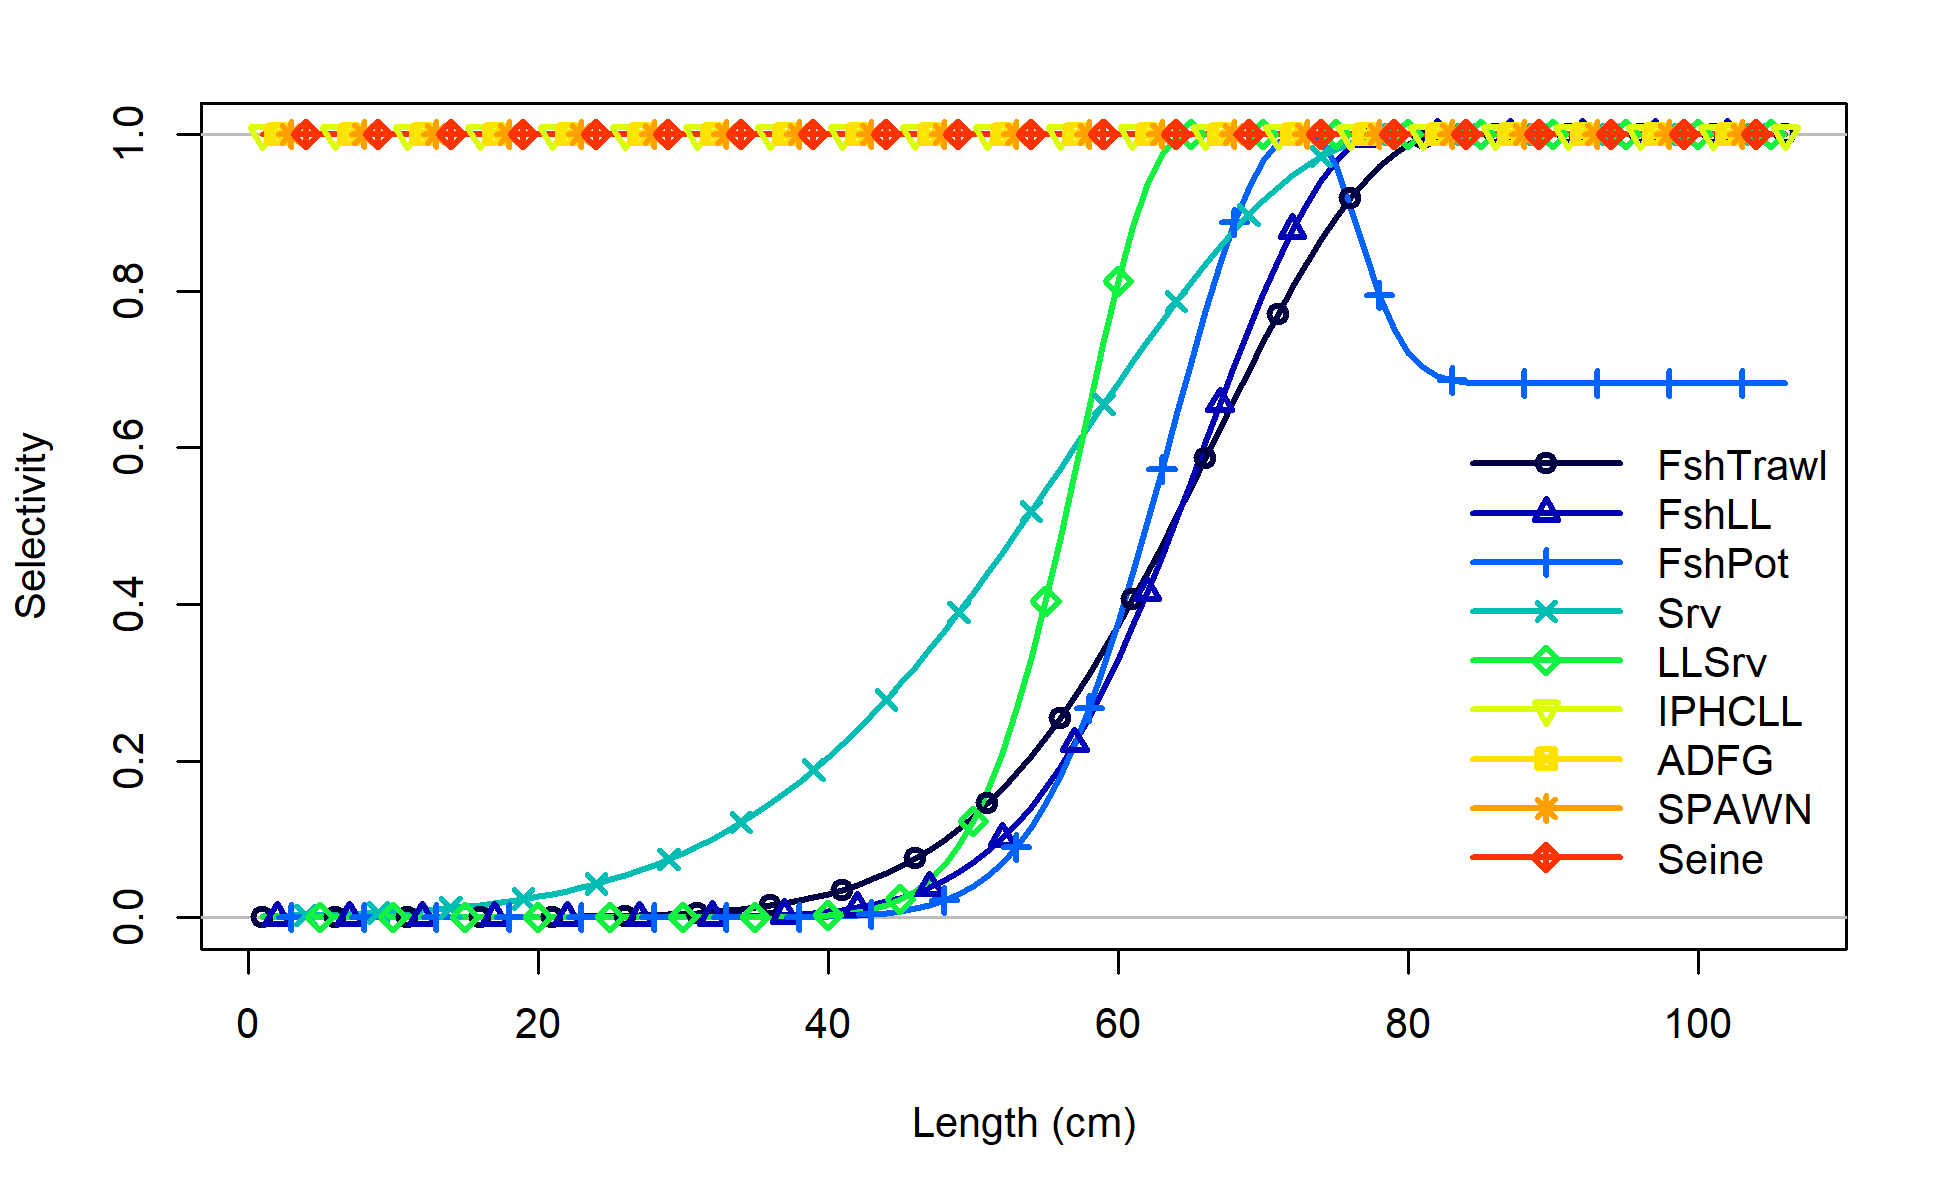 1.0
0.8
0.6
0.4
0.2
0.0
Selectivity
FshTrawl
FshLL
FshPot
Srv
LLSrv
IPHCLL
ADFG
SPAWN
Seine
0 20 40 60 80 100
Length (cm)